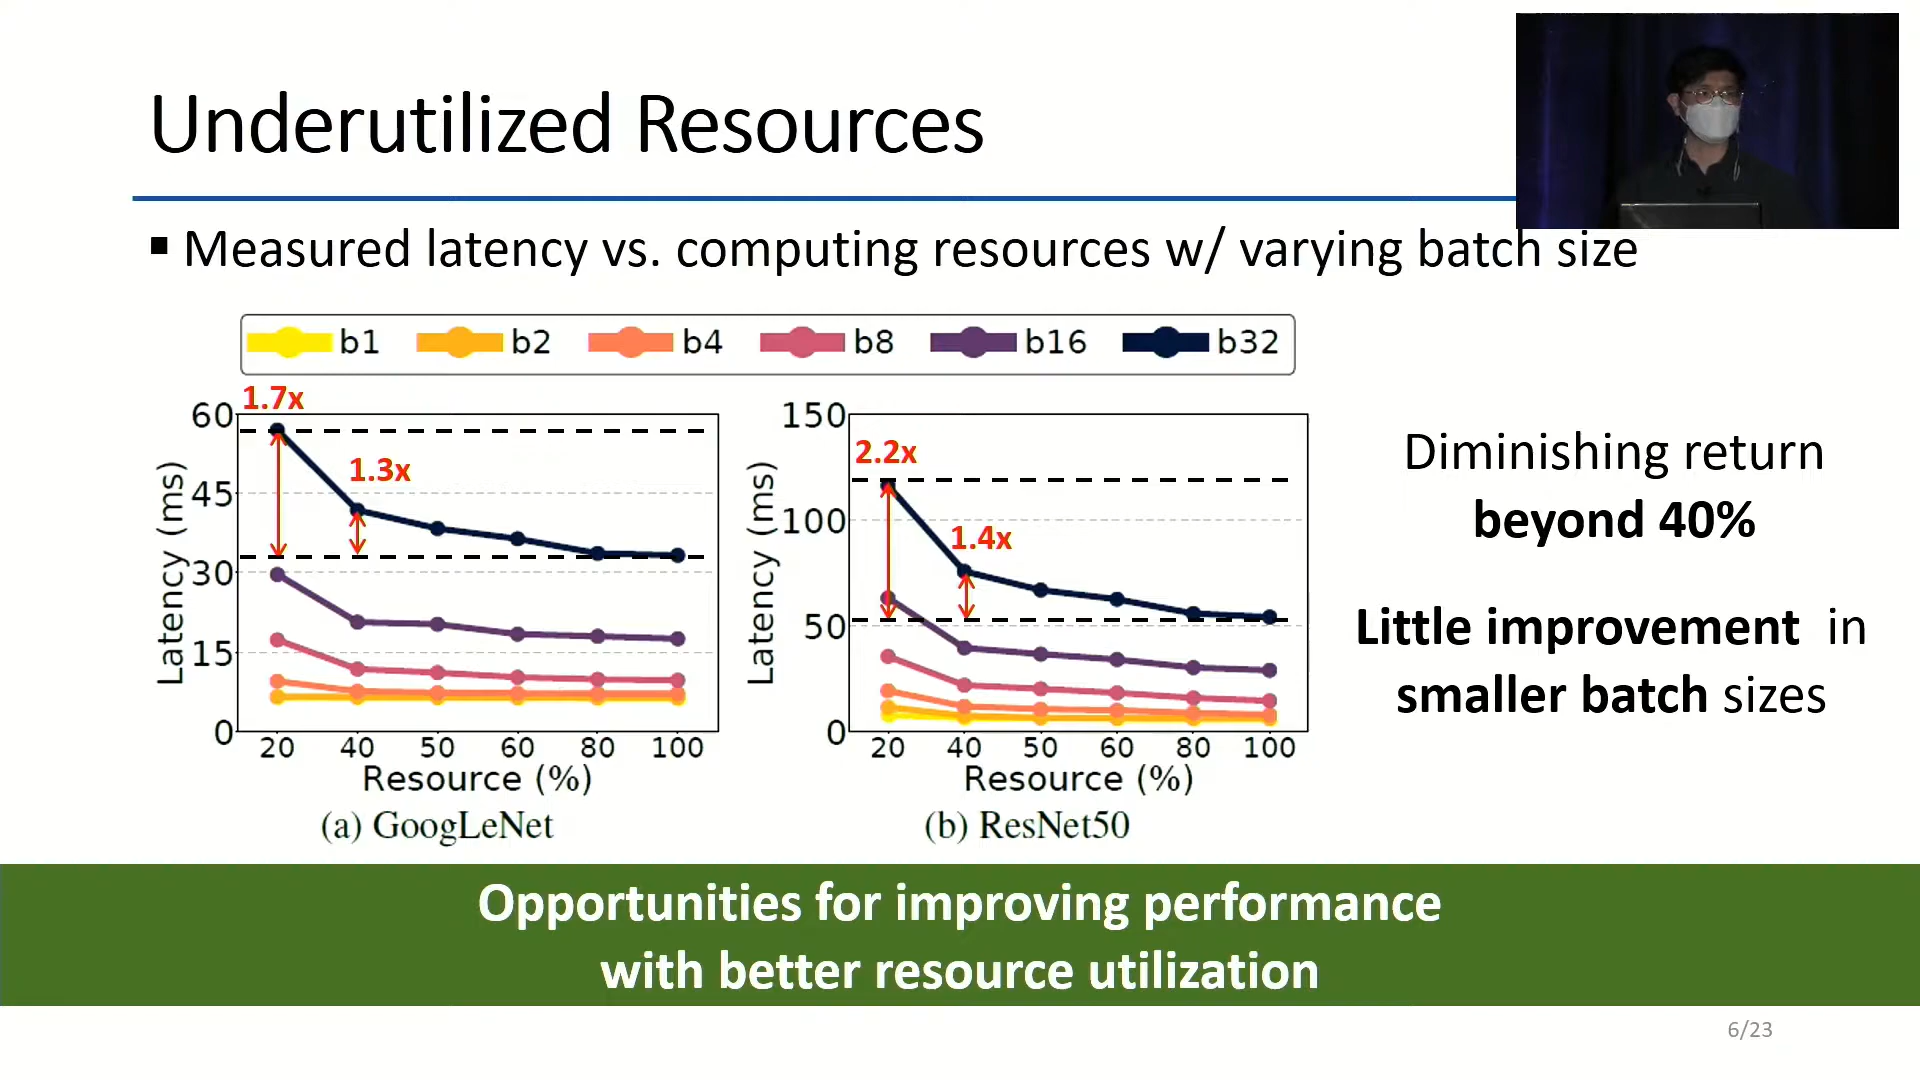 Underutilized Resources
▪ Measured latency vs. computing resources w/ varying batch size
b1 b2 b4 b8 b16 b32
1.7x
1.3x
60
45
30
15
0
Latency (ms)
20 40 50 60 80 100
Resource (%)
(a) GoogLeNet
2.2x
1.4x
150
100
50
0
Latency (ms)
20 40 50 60 80 100
Resource (%)
(b) ResNet50
Diminishing return
beyond 40%
Little improvement in
smaller batch sizes
Opportunities for improving performance
with better resource utilization
6/23